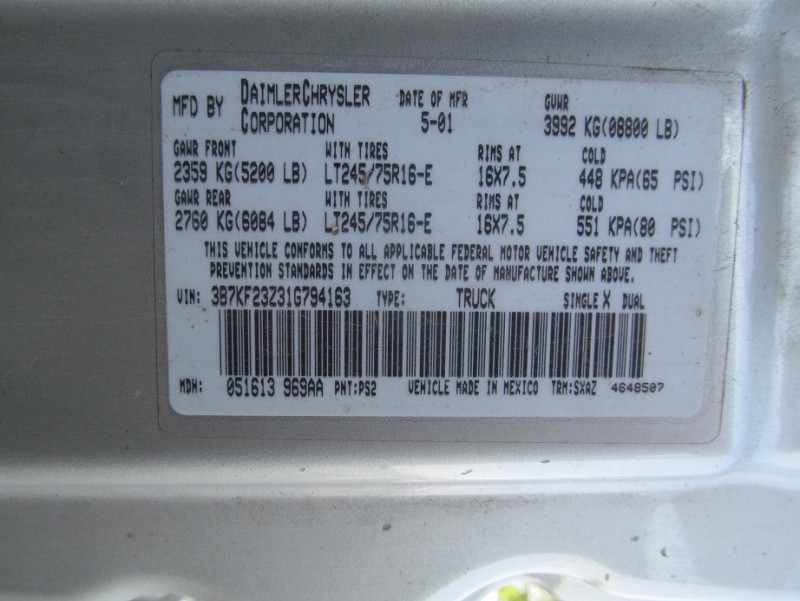 MFD BY DAIMLERCHRYSLER CORPORATION DATE OF MFR 5-01 GVWR 3992 KG(08800 LB)
GAWR FRONT WITH TIRES RIMS AT COLD
2359 KG(5200 LB) LT245/75R16-E 16X7.5 448 KPA(65 PSI)
GAWR REAR WITH TIRES RIMS AT COLD
2760 KG(6084 LB) LT245/75R16-E 16X7.5 551 KPA(80 PSI)
THIS VEHICLE CONFORMS TO ALL APPLICABLE FEDERAL MOTOR VEHICLE SAFETY AND THEFT
PREVENTION STANDARDS IN EFFECT ON THE DATE OF MANUFACTURE SHOWN ABOVE.
VIN: 3B7KF23Z31G794163 TYPE: TRUCK SINGLE X DUAL
MDH: 051613 969AA PNT:PS2 VEHICLE MADE IN MEXICO TRM:SXAZ 4648507